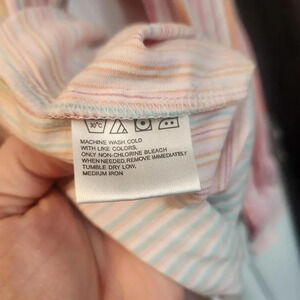 30°C
MACHINE WASH COLD
WITH LIKE COLORS,
ONLY NON-CHLORINE BLEACH
WHEN NEEDED, REMOVE IMMEDIATELY
TUMBLE DRY LOW,
MEDIUM IRON